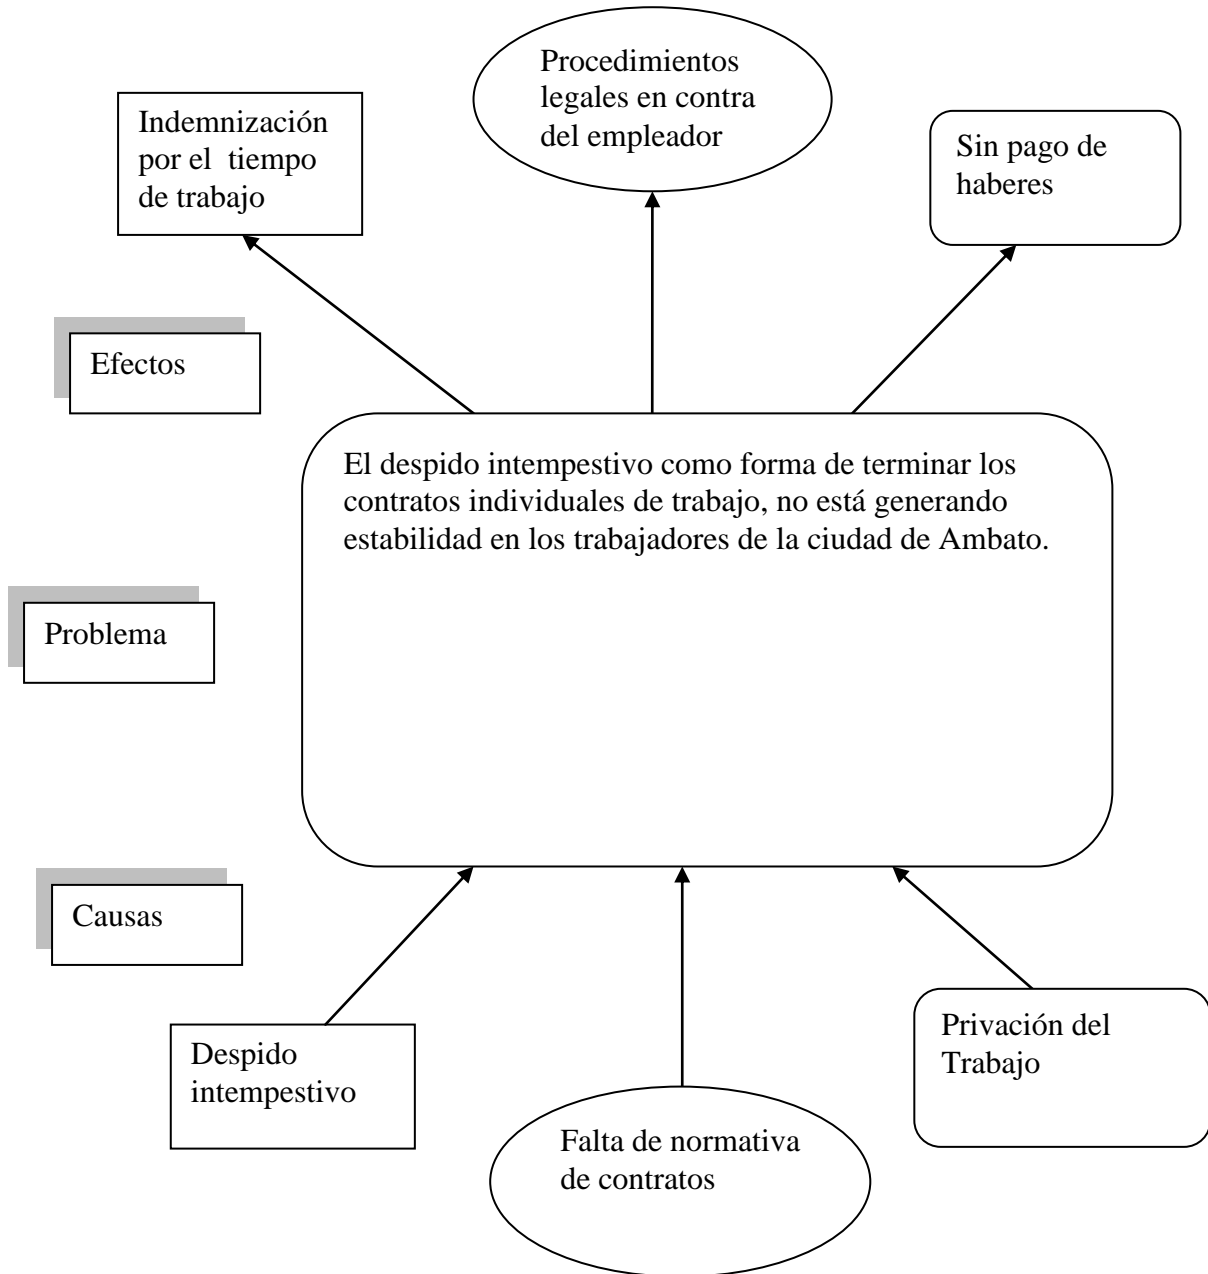 Procedimientos
legales en contra
del empleador
Indemnización
por el tiempo
de trabajo
Sin pago de
haberes
Efectos
El despido intempestivo como forma de terminar los
contratos individuales de trabajo, no está generando
estabilidad en los trabajadores de la ciudad de Ambato.
Problema
Causas
Despido
intempestivo
Falta de normativa
de contratos
Privación del
Trabajo